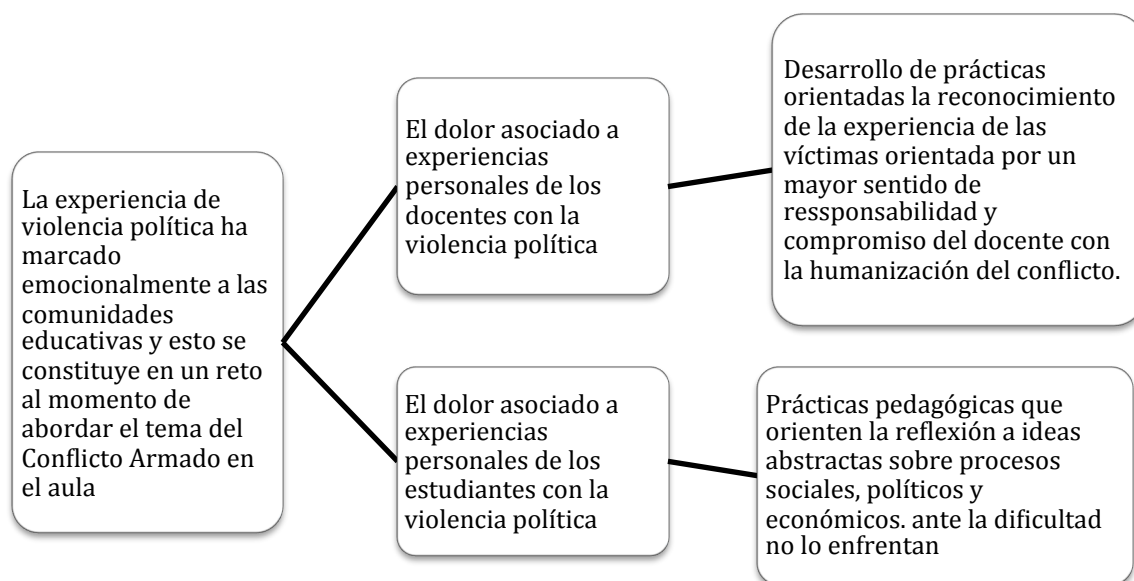 La experiencia de
violencia política ha
marcado
emocionalmente a las
comunidades
educativas y esto se
constituye en un reto
al momento de
abordar el tema del
Conflicto Armado en
el aula
El dolor asociado a
experiencias
personales de los
docentes con la
violencia política
Desarrollo de prácticas
orientadas la reconocimiento
de la experiencia de las
víctimas orientada por un
mayor sentido de
ressponsabilidad y
compromiso del docente con
la humanización del conflicto.
El dolor asociado a
experiencias
personales de los
estudiantes con la
violencia política
Prácticas pedagógicas que
orienten la reflexión a ideas
abstractas sobre procesos
sociales, políticos y
económicos. ante la dificultad
no lo enfrentan